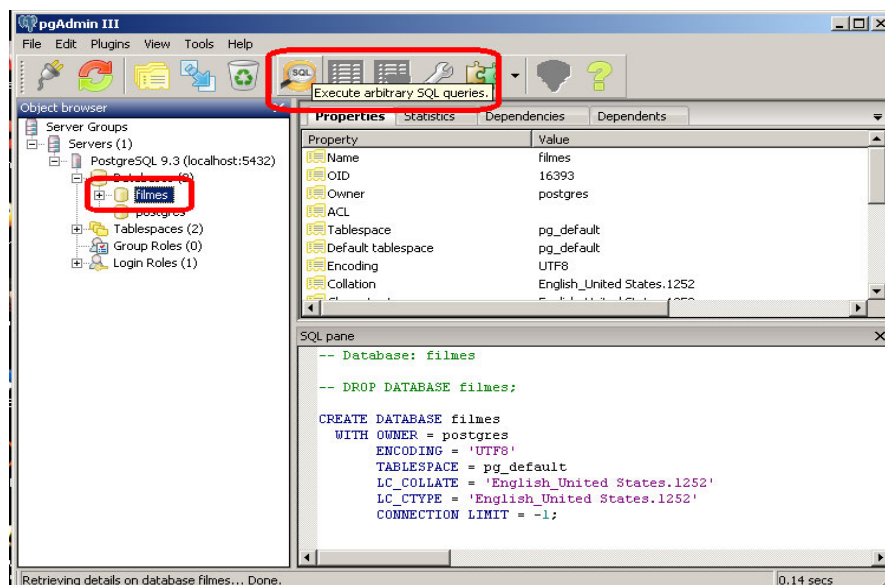 pgAdmin III
File Edit Plugins View Tools Help
SQL
Execute arbitrary SQL queries.
Object browser
Server Groups
Servers (1)
PostgreSQL 9.3 (localhost:5432)
Databases (2)
filmes
postgres
Tablespaces (2)
Group Roles (0)
Login Roles (1)
Properties Statistics Dependencies Dependents
Property Value
Name filmes
OID 16393
Owner postgres
ACL
Tablespace pg_default
Default tablespace pg_default
Encoding UTF8
Collation English_United States.1252
SQL pane
-- Database: filmes
-- DROP DATABASE filmes;
CREATE DATABASE filmes
WITH OWNER = postgres
ENCODING = 'UTF8'
TABLESPACE = pg_default
LC_COLLATE = 'English_United States.1252'
LC_CTYPE = 'English_United States.1252'
CONNECTION LIMIT = -1;
Retrieving details on database filmes... Done. 0.14 secs